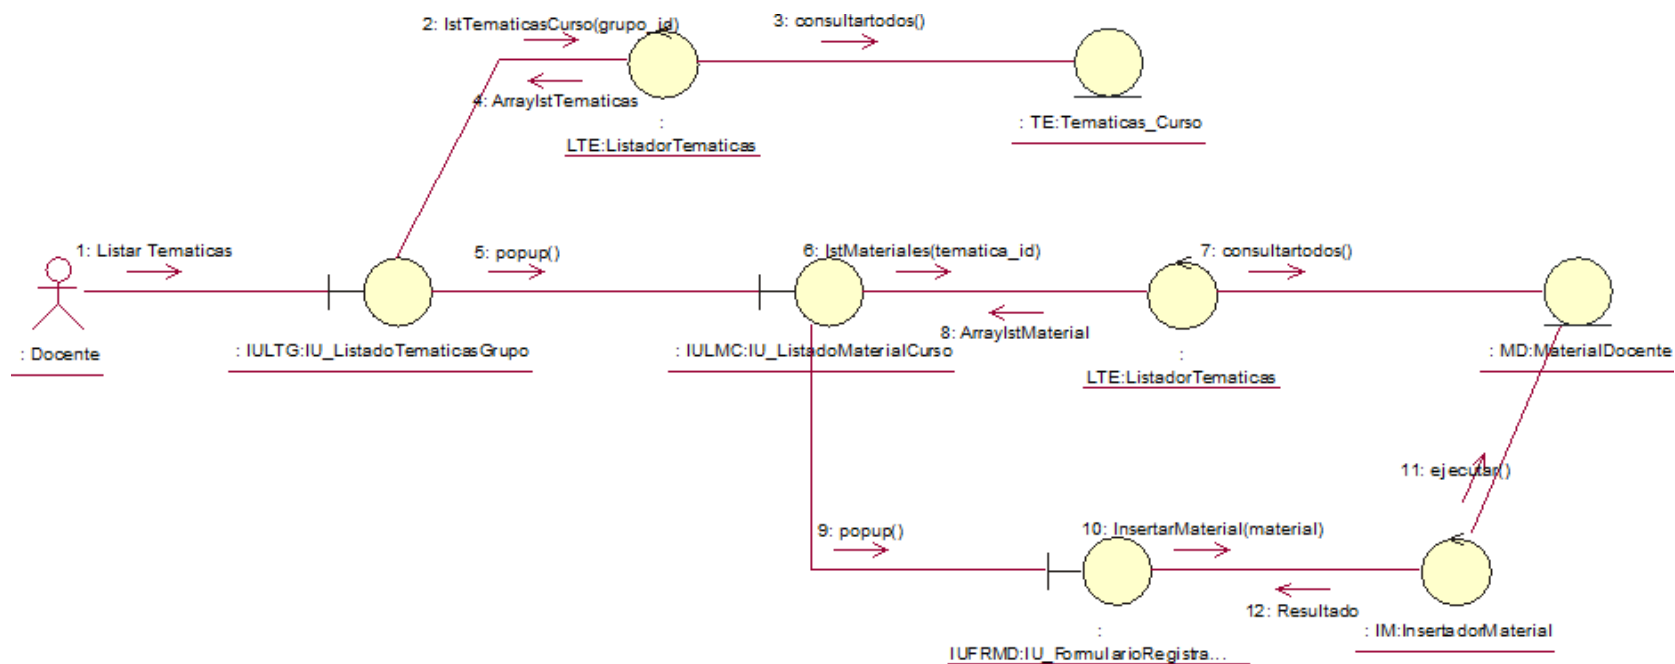 2: lstTematicasCurso(grupo_id)
3: consultartodos()
4: ArraylstTematicas
:
LTE:ListadorTematicas
: TE:Tematicas_Curso
1: Listar Tematicas
5: popup()
6: lstMateriales(tematica_id)
7: consultartodos()
8: ArraylstMaterial
: Docente
: IULTG:IU_ListadoTematicasGrupo
: IULMC:IU_ListadoMaterialCurso
:
LTE:ListadorTematicas
: MD:MaterialDocente
11: ejecutar()
9: popup()
10: InsertarMaterial(material)
12: Resultado
:
IUFRMD:IU_FormularioRegistra...
: IM:InsertadorMaterial